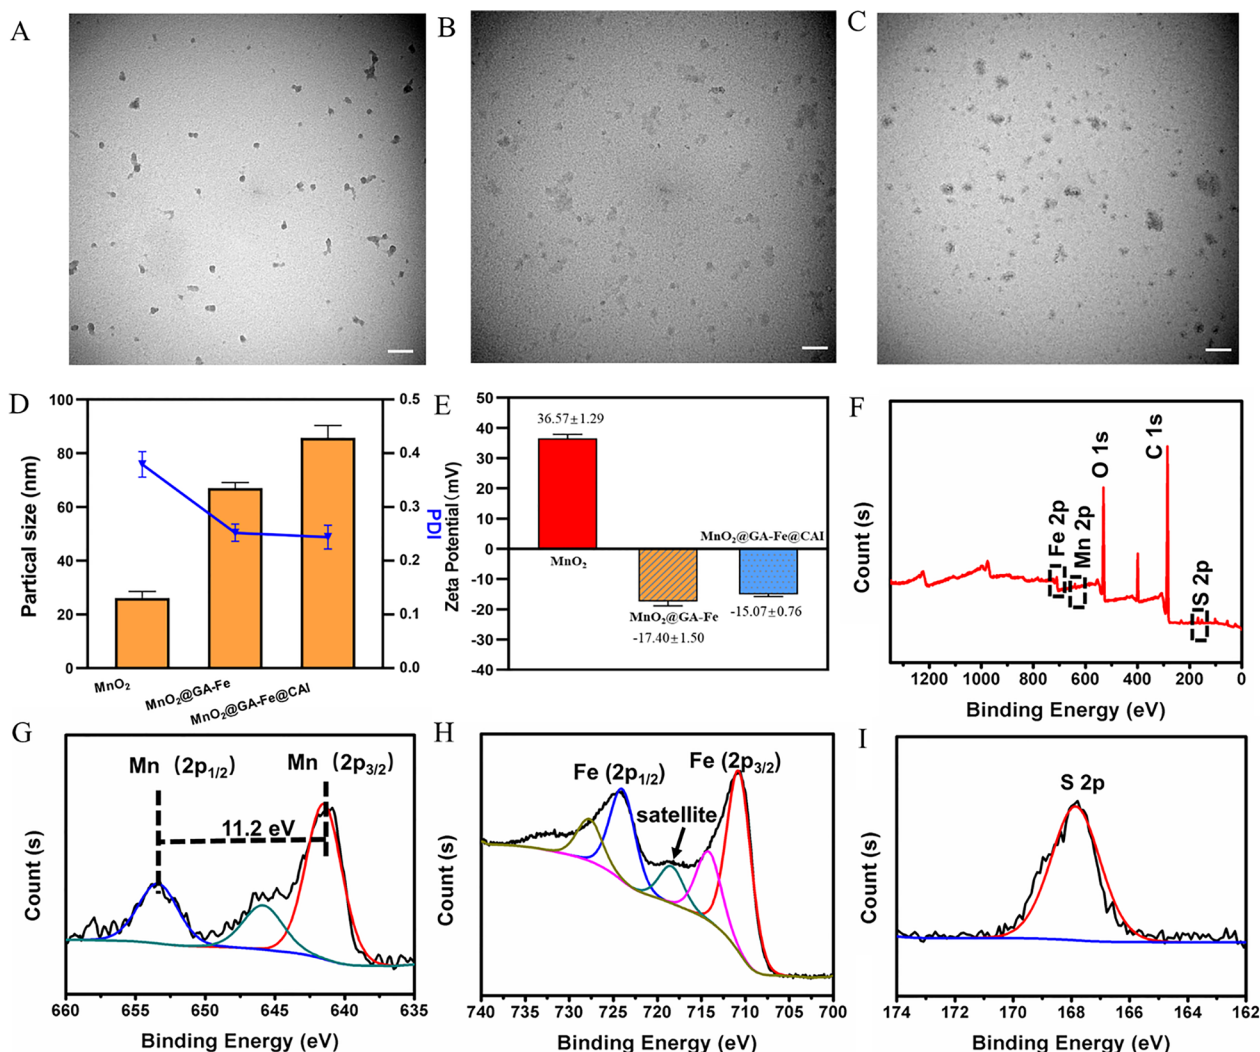 A
B
C
D
100
80
60
40
20
0
Partical size (nm)
0.5
0.4
0.3
0.2
0.1
0.0
PDI
MnO2
MnO2@GA-Fe
MnO2@GA-Fe@CAI
E
50
40
30
20
10
0
-10
-20
-30
-40
Zeta Potential(mV)
36.57±1.29
MnO2
MnO2@GA-Fe@CAI
MnO2@GA-Fe
-17.40±1.50
-15.07±0.76
F
Count (s)
Fe 2p
Mn 2p
O 1s
C 1s
S 2p
1200 1000 800 600 400 200 0
Binding Energy (eV)
G
Mn (2p1/2)
Mn (2p3/2)
11.2 eV
Count (s)
660 655 650 645 640 635
Binding Energy (eV)
H
Fe (2p1/2)
Fe (2p3/2)
satellite
Count (s)
740 735 730 725 720 715 710 705 700
Binding Energy (eV)
I
S 2p
Count (s)
174 172 170 168 166 164 162
Binding Energy (eV)